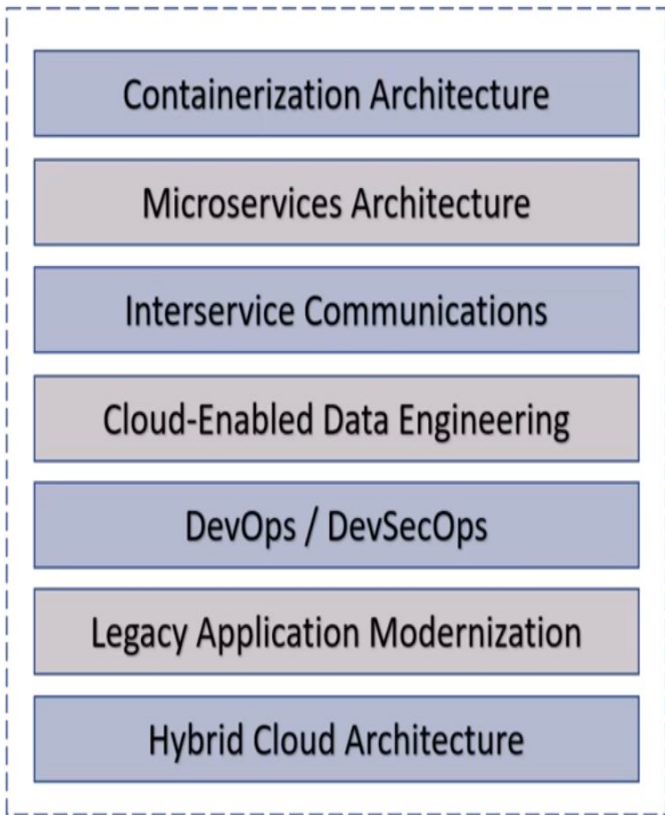 Containerization Architecture
Microservices Architecture
Interservice Communications
Cloud-Enabled Data Engineering
DevOps / DevSecOps
Legacy Application Modernization
Hybrid Cloud Architecture